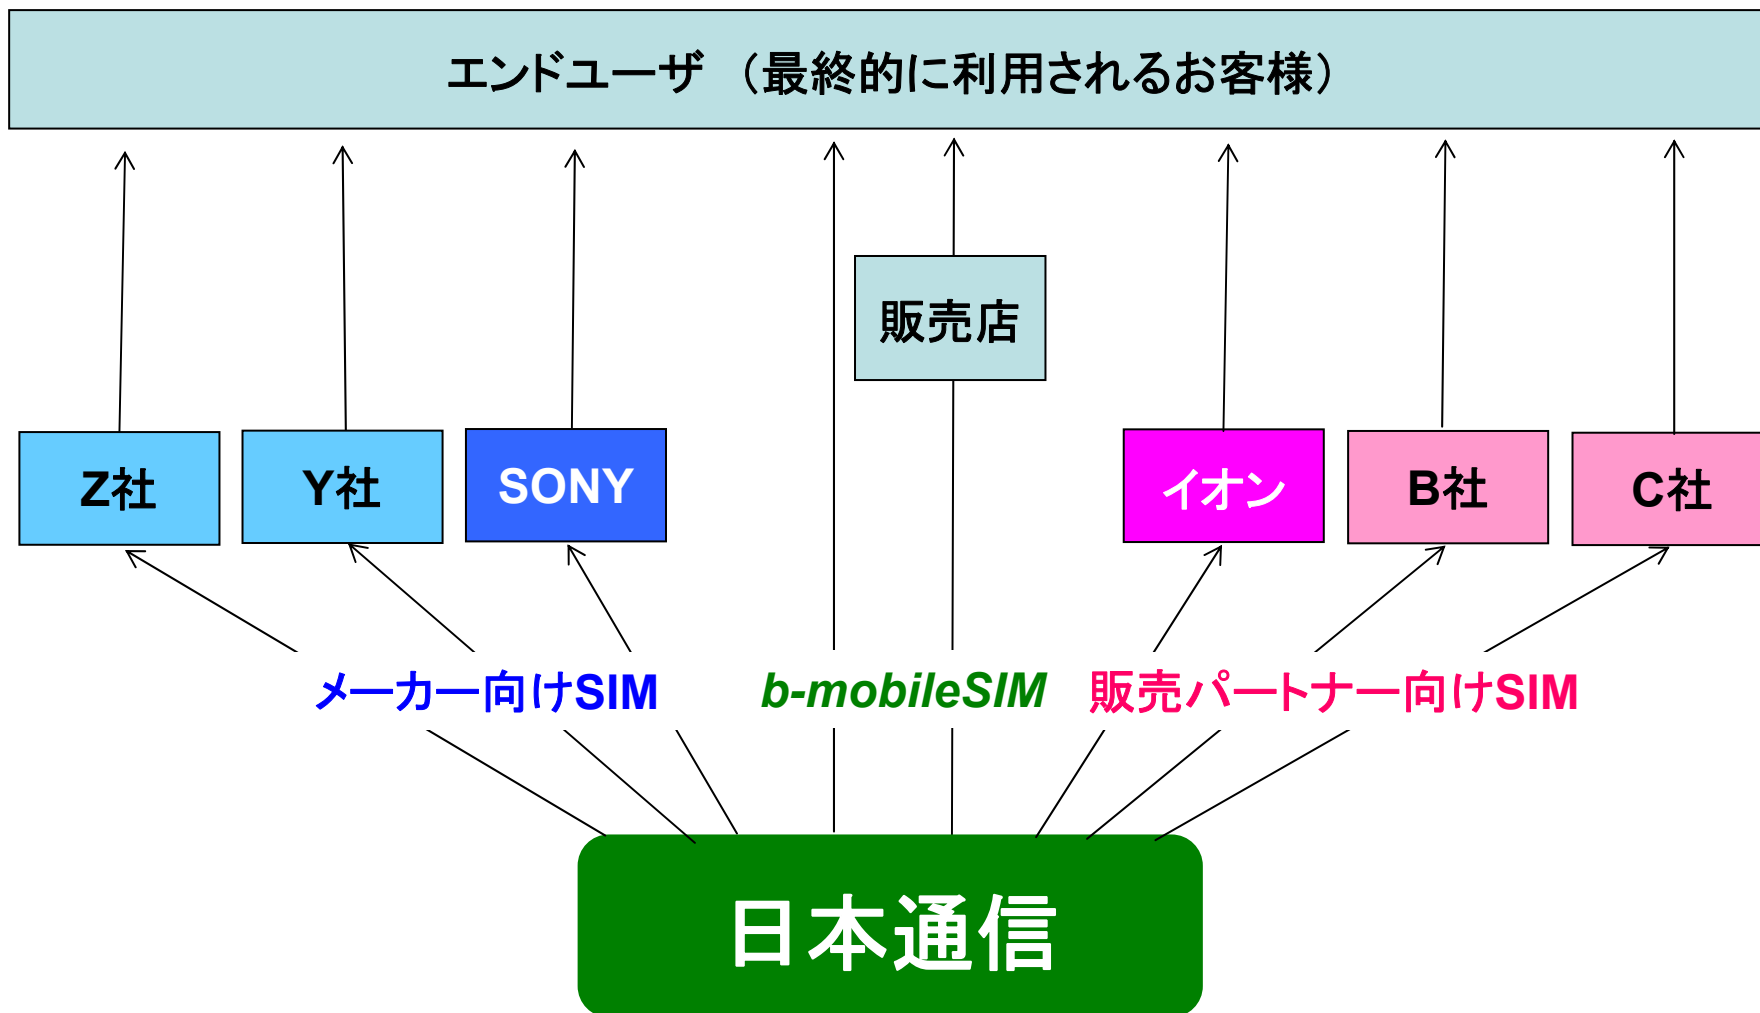 エンドユーザ （最終的に利用されるお客様）
販売店
Z社
Y社
SONY
イオン
B社
C社
メーカー向けSIM
b-mobileSIM
販売パートナー向けSIM
日本通信